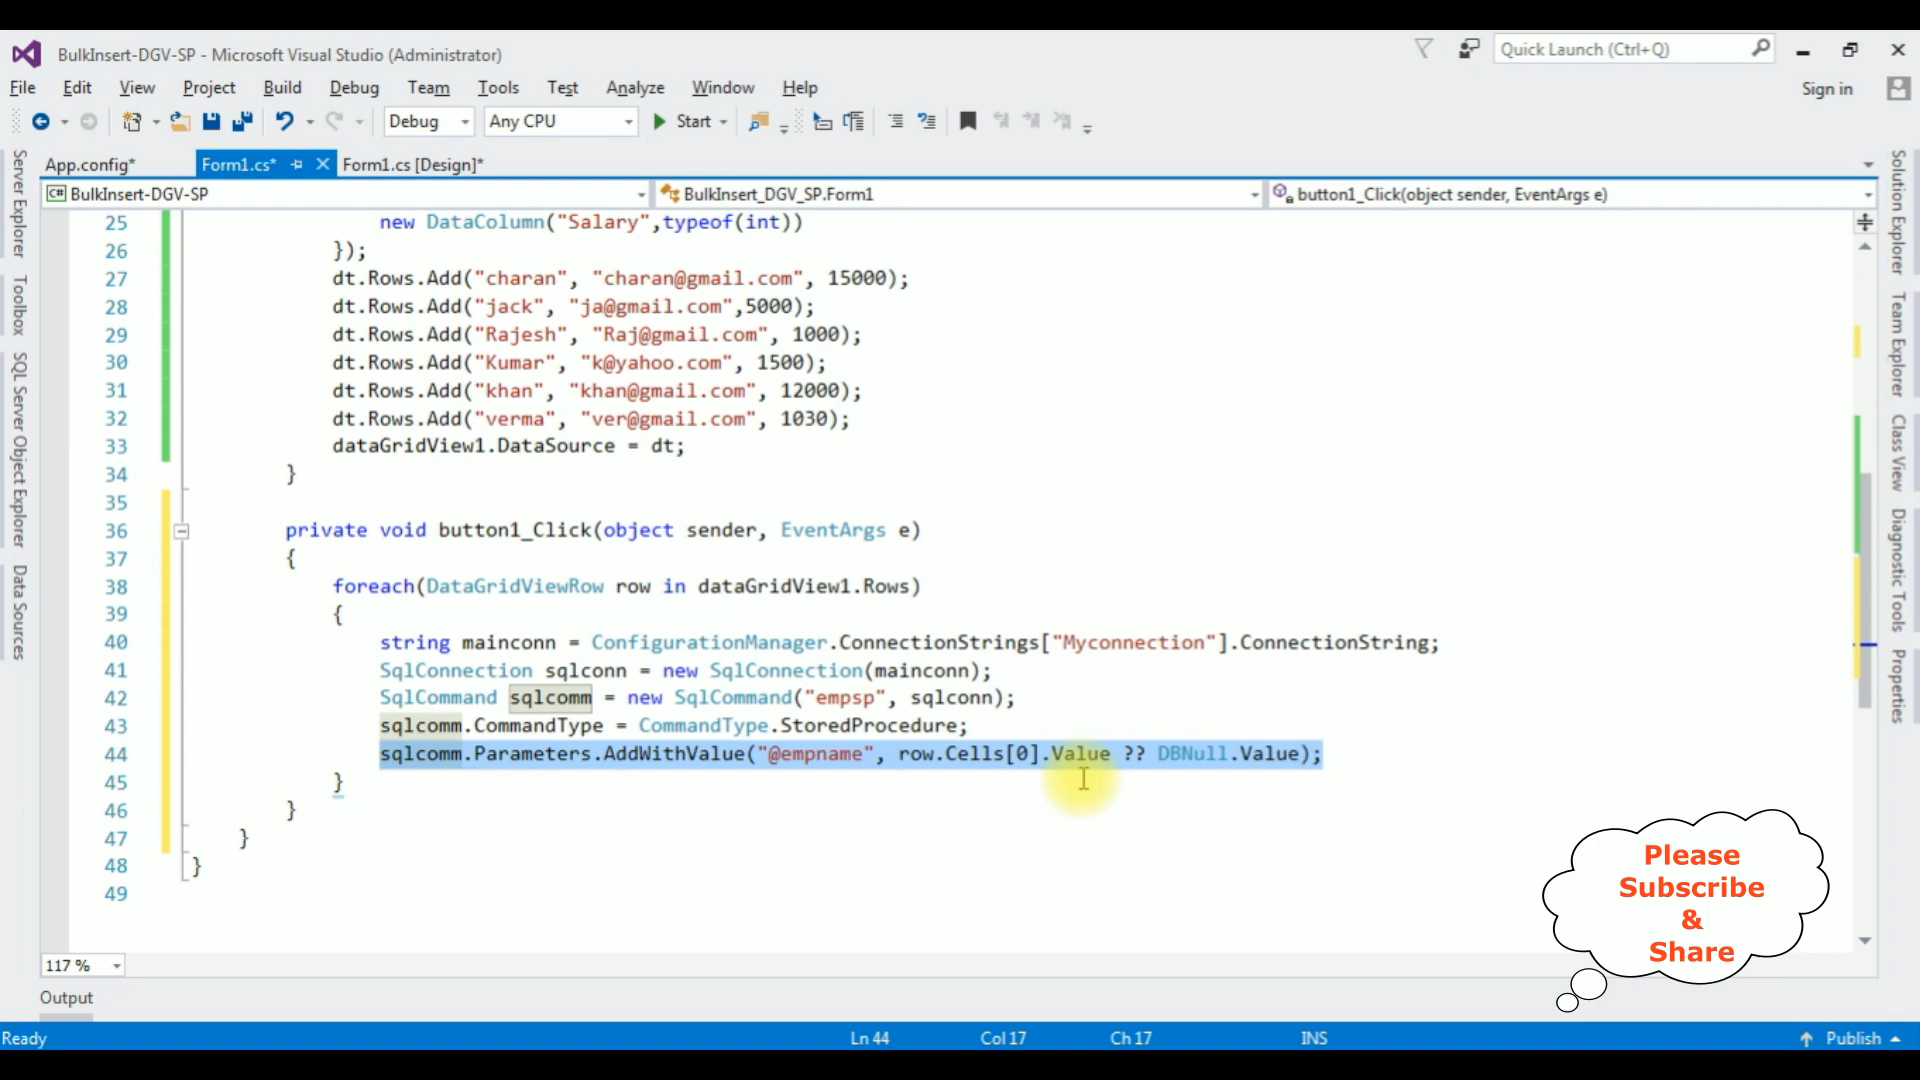 BulkInsert-DGV-SP - Microsoft Visual Studio (Administrator)
Quick Launch (Ctrl+Q)
File Edit View Project Build Debug Team Tools Test Analyze Window Help
Sign in
Debug Any CPU Start
App.config* Form1.cs* Form1.cs [Design]*
C# BulkInsert-DGV-SP BulkInsert_DGV_SP.Form1 button1_Click(object sender, EventArgs e)
25 new DataColumn("Salary",typeof(int))
26 });
27 dt.Rows.Add("charan", "charan@gmail.com", 15000);
28 dt.Rows.Add("jack", "ja@gmail.com",5000);
29 dt.Rows.Add("Rajesh", "Raj@gmail.com", 1000);
30 dt.Rows.Add("Kumar", "k@yahoo.com", 1500);
31 dt.Rows.Add("khan", "khan@gmail.com", 12000);
32 dt.Rows.Add("verma", "ver@gmail.com", 1030);
33 dataGridView1.DataSource = dt;
34 }
35
36 private void button1_Click(object sender, EventArgs e)
37 {
38 foreach(DataGridViewRow row in dataGridView1.Rows)
39 {
40 string mainconn = ConfigurationManager.ConnectionStrings["Myconnection"].ConnectionString;
41 SqlConnection sqlconn = new SqlConnection(mainconn);
42 SqlCommand sqlcomm = new SqlCommand("empsp", sqlconn);
43 sqlcomm.CommandType = CommandType.StoredProcedure;
44 sqlcomm.Parameters.AddWithValue("@empname", row.Cells[0].Value ?? DBNull.Value);
45 }
46 }
47 }
48 }
49
117 %
Output
Ready Ln 44 Col 17 Ch 17 INS Publish
Server Explorer
Toolbox
SQL Server Object Explorer
Data Sources
Solution Explorer
Team Explorer
Class View
Diagnostic Tools
Properties
Please
Subscribe
&
Share